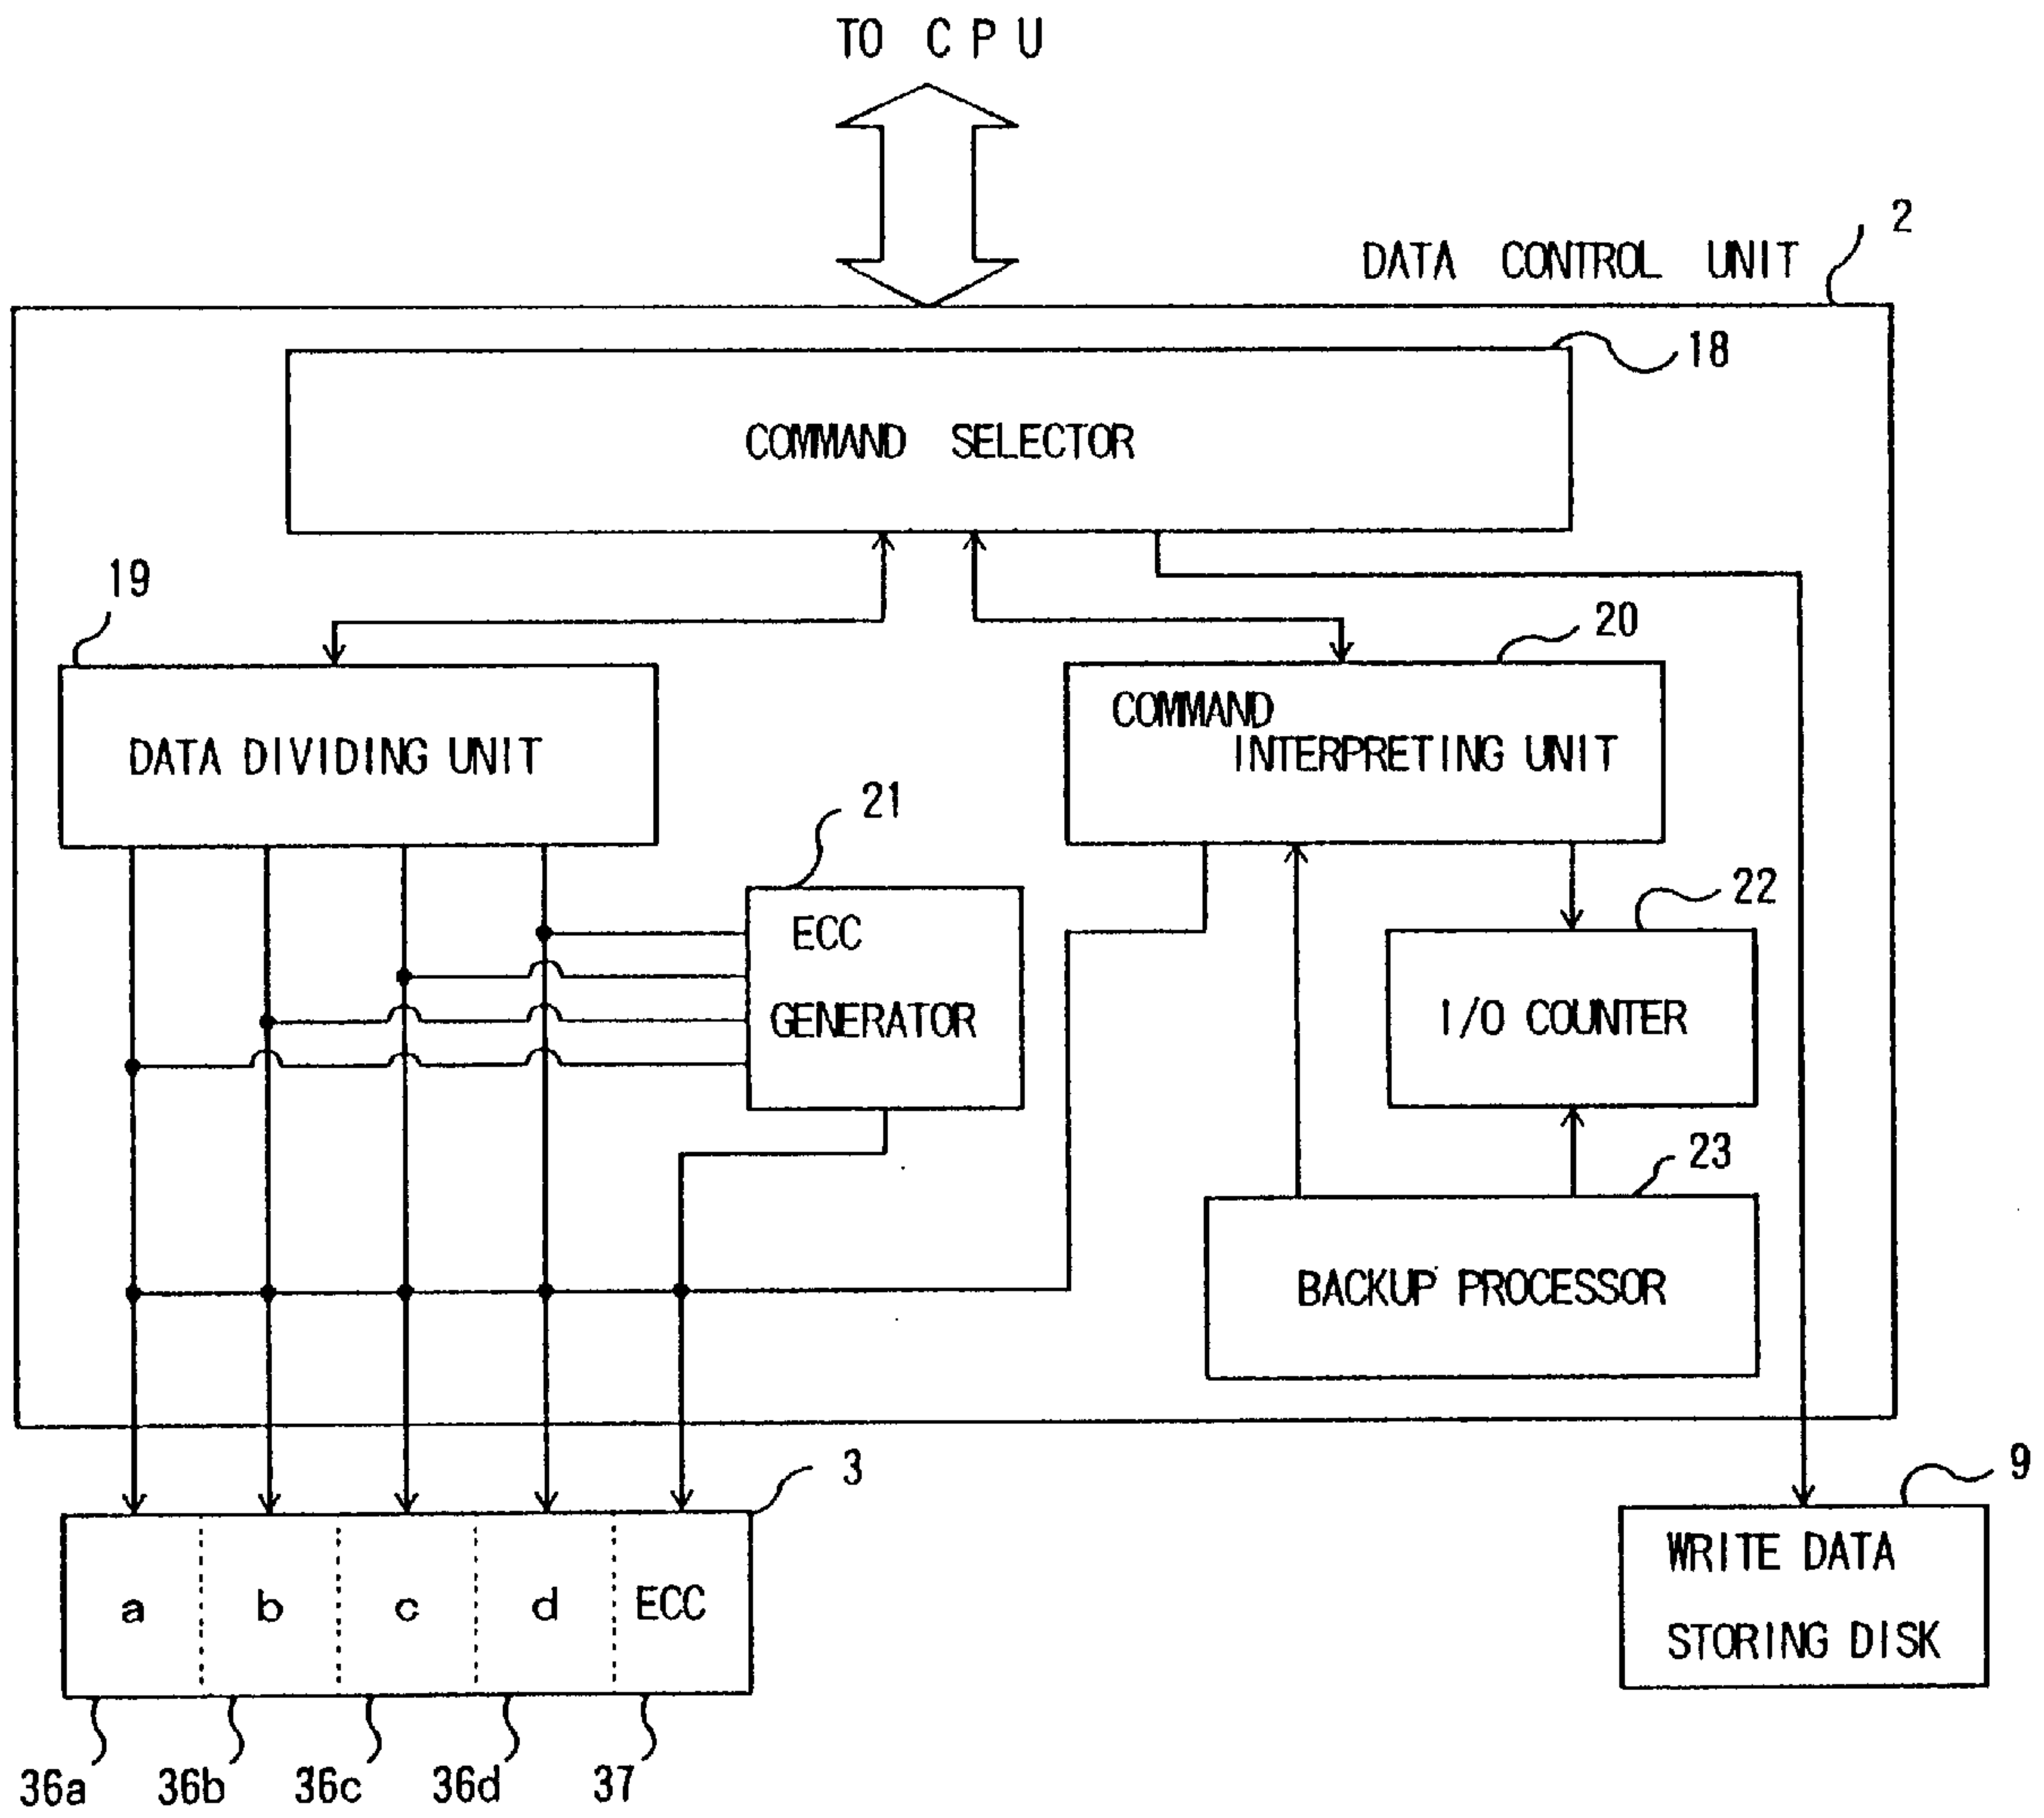 TO CPU
2
DATA CONTROL UNIT
18
COMMAND SELECTOR
19
20
DATA DIVIDING UNIT
COMMAND
INTERPRETING UNIT
21
22
ECC
GENERATOR
I/O COUNTER
23
BACKUP PROCESSOR
3
9
a b c d ECC
WRITE DATA
STORING DISK
36a 36b 36c 36d 37